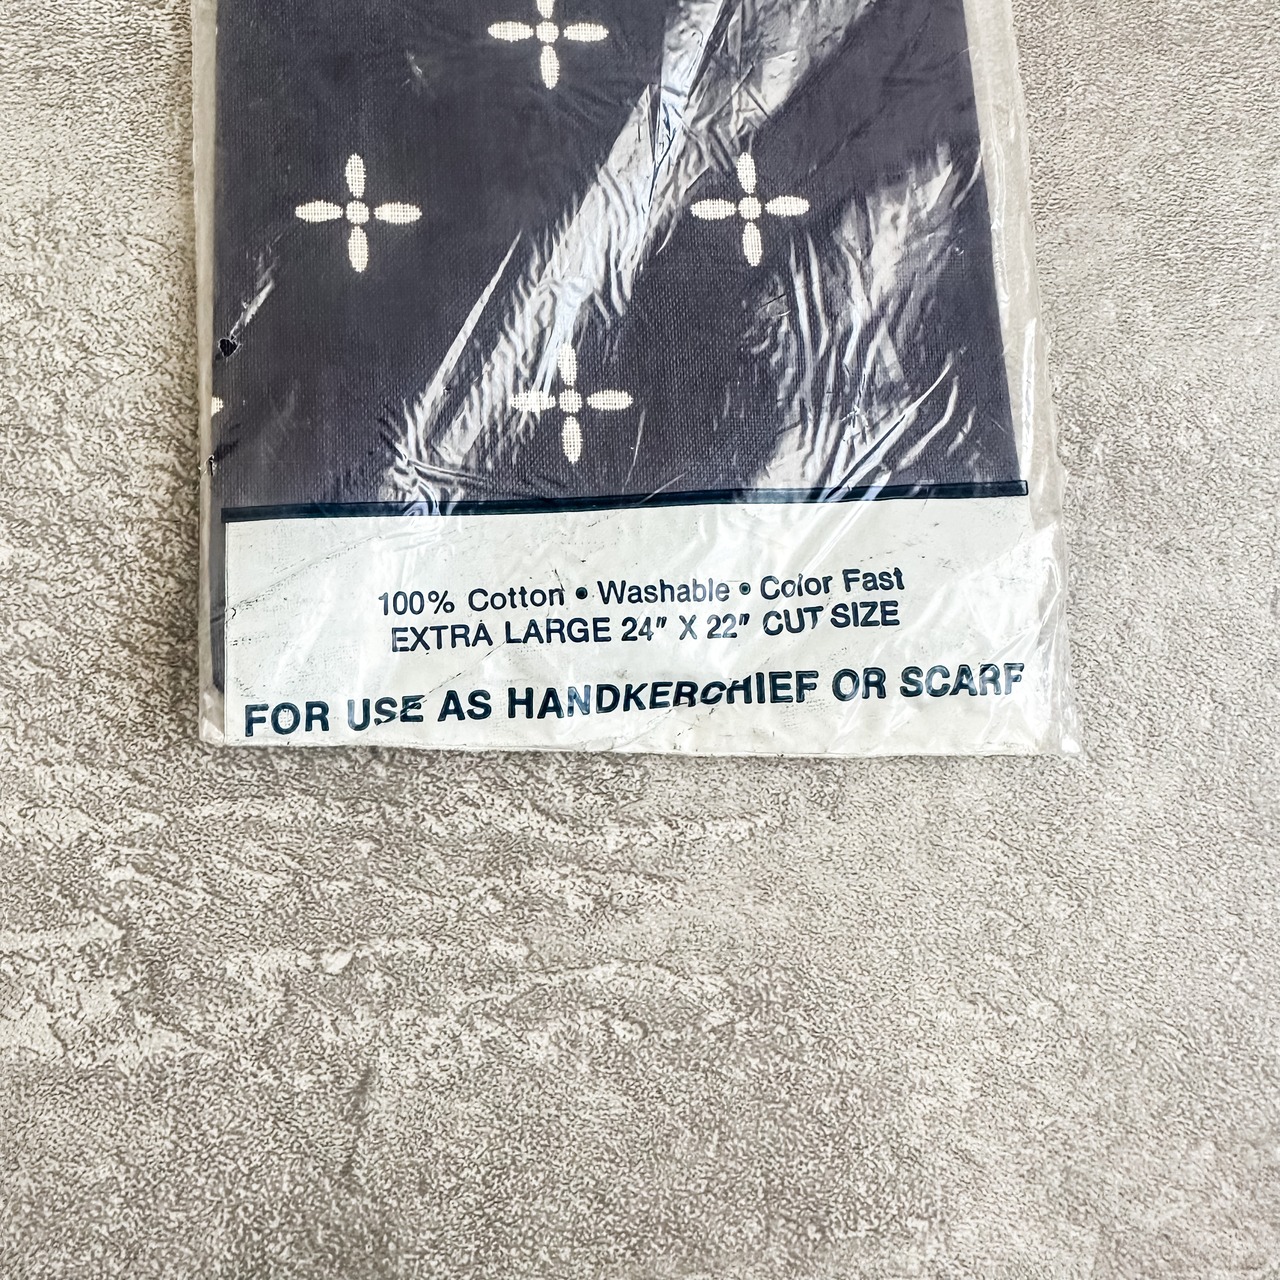 100% Cotton • Washable • Color Fast
EXTRA LARGE 24" X 22" CUT SIZE
FOR USE AS HANDKERCHIEF OR SCARF